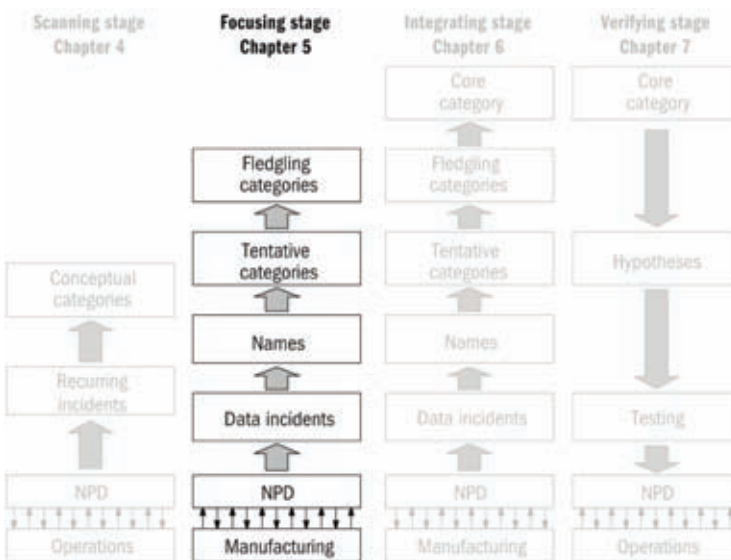 Scanning stage
Chapter 4
Focusing stage
Chapter 5
Integrating stage
Chapter 6
Verifying stage
Chapter 7
Conceptual
categories
Recurring
incidents
NPD
Operations
Fledgling
categories
Tentative
categories
Names
Data incidents
NPD
Manufacturing
Core
category
Fledgling
categories
Tentative
categories
Names
Data incidents
NPD
Manufacturing
Core
category
Hypotheses
Testing
NPD
Operations